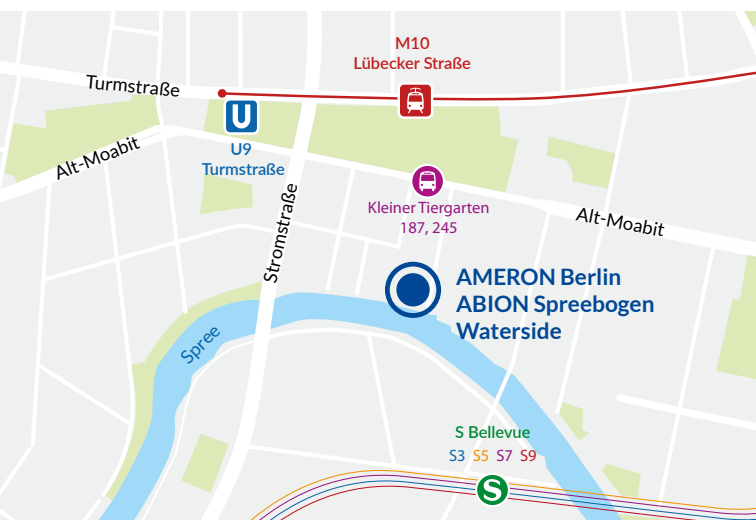 M10
Lübecker Straße
Turmstraße
U
U9
Turmstraße
Alt-Moabit
Kleiner Tiergarten
187, 245
Alt-Moabit
Stromstraße
AMERON Berlin
ABION Spreebogen
Waterside
Spree
S Bellevue
S3 S5 S7 S9
S